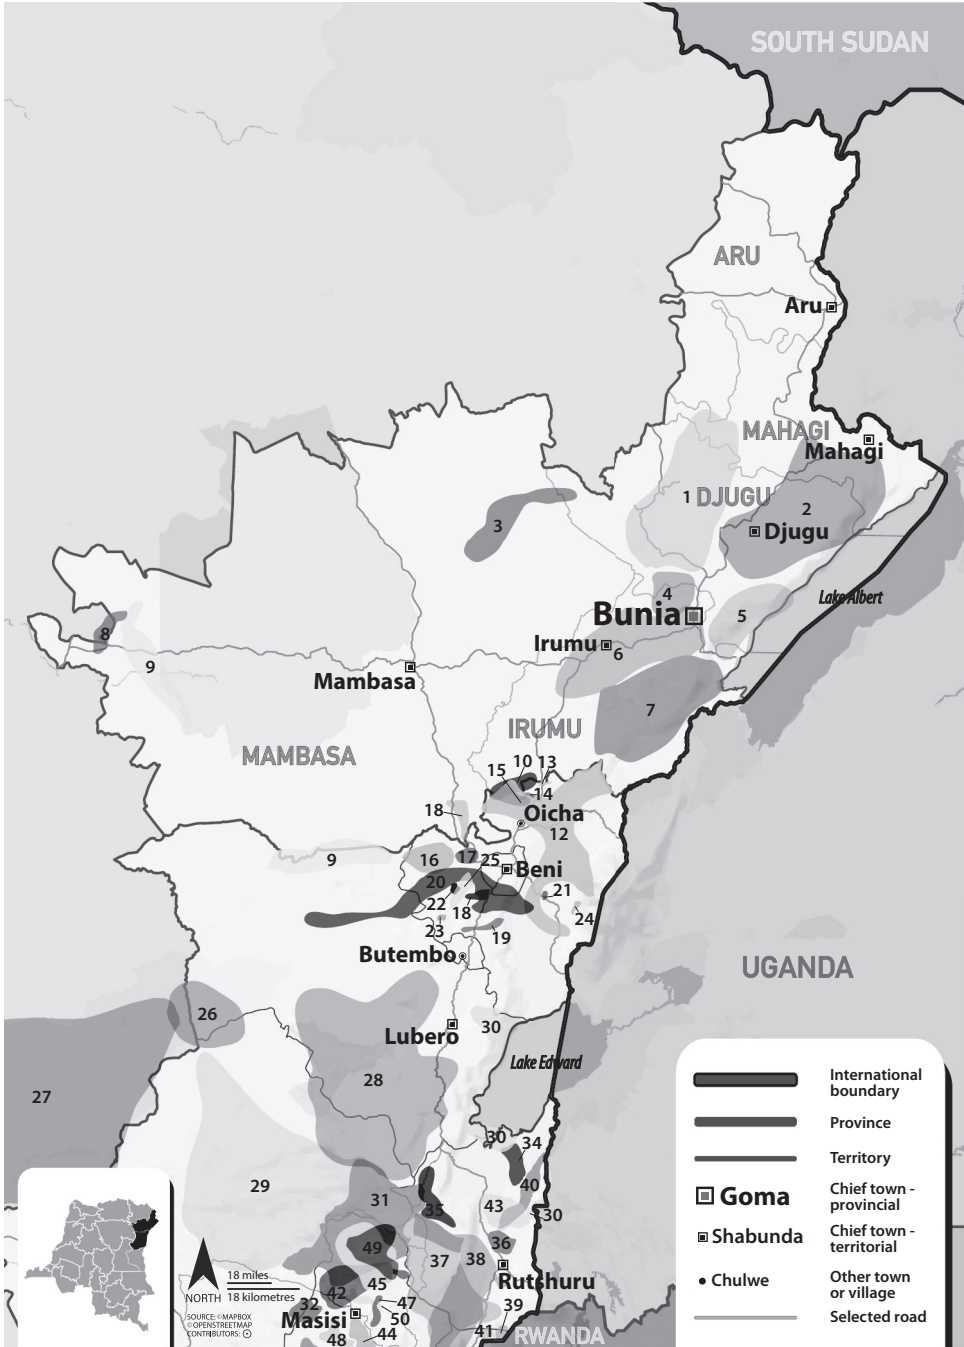 SOUTH SUDAN
ARU
Aru
MAHAGI
Mahagi
1
DJUGU
2
3
Djugu
4
Lake Albert
Bunia
5
8
Irumu
6
9
Mambasa
7
IRUMU
MAMBASA
10
13
15
14
18
Oicha
12
9
16
17
25
Beni
20
21
22
18
24
23
19
Butembo
UGANDA
26
30
Lubero
Lake Edward
28
27
30
34
29
40
31
43
35
30
36
49
37
38
Rutshuru
45
42
47
39
32
50
Masisi
44
41
48
RWANDA
NORTH
18 miles
18 kilometres
SOURCE: ©MAPBOX
©OPENSTREETMAP
CONTRIBUTORS:
International
boundary
Province
Territory
Goma
Chief town -
provincial
Shabunda
Chief town -
territorial
Chulwe
Other town
or village
Selected road